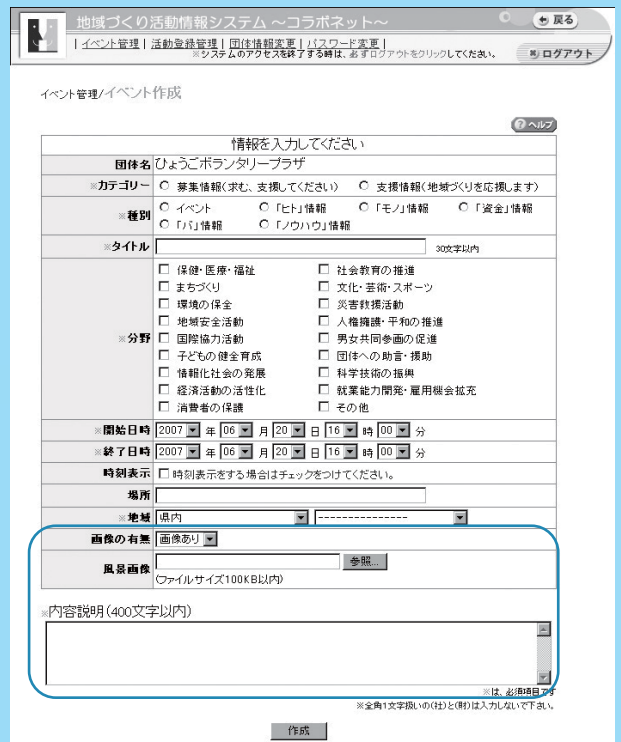 地域づくり活動情報システム ～コラボネット～
戻る
| イベント管理 | 活動登録管理 | 団体情報変更 | パスワード変更 |
※システムのアクセスを終了する時は、必ずログアウトをクリックしてください。
ログアウト
イベント管理/イベント作成
ヘルプ
情報を入力してください
団体名 ひょうごボランタリープラザ
※カテゴリー 募集情報(求む、支援してください) 支援情報(地域づくりを応援します)
※種別 イベント 「ヒト」情報 「モノ」情報 「資金」情報
「バ」情報 「ノウハウ」情報
※タイトル 30文字以内
保健・医療・福祉 社会教育の推進
まちづくり 文化・芸術・スポーツ
環境の保全 災害救援活動
地域安全活動 人権擁護・平和の推進
※分野 国際協力活動 男女共同参画の促進
子どもの健全育成 団体への助言・援助
情報化社会の発展 科学技術の振興
経済活動の活性化 就業能力開発・雇用機会拡充
消費者の保護 その他
※開始日時 2007 年 06 月 20 日 16 時 00 分
※終了日時 2007 年 06 月 20 日 16 時 00 分
時刻表示 時刻表示をする場合はチェックをつけてください。
場所
※地域 県内 ---------------
画像の有無 画像あり
風景画像 参照...
(ファイルサイズ100KB以内)
※内容説明(400文字以内)
※は、必須項目です
※全角1文字扱いの(社)と(財)は入力しないで下さい。
作成